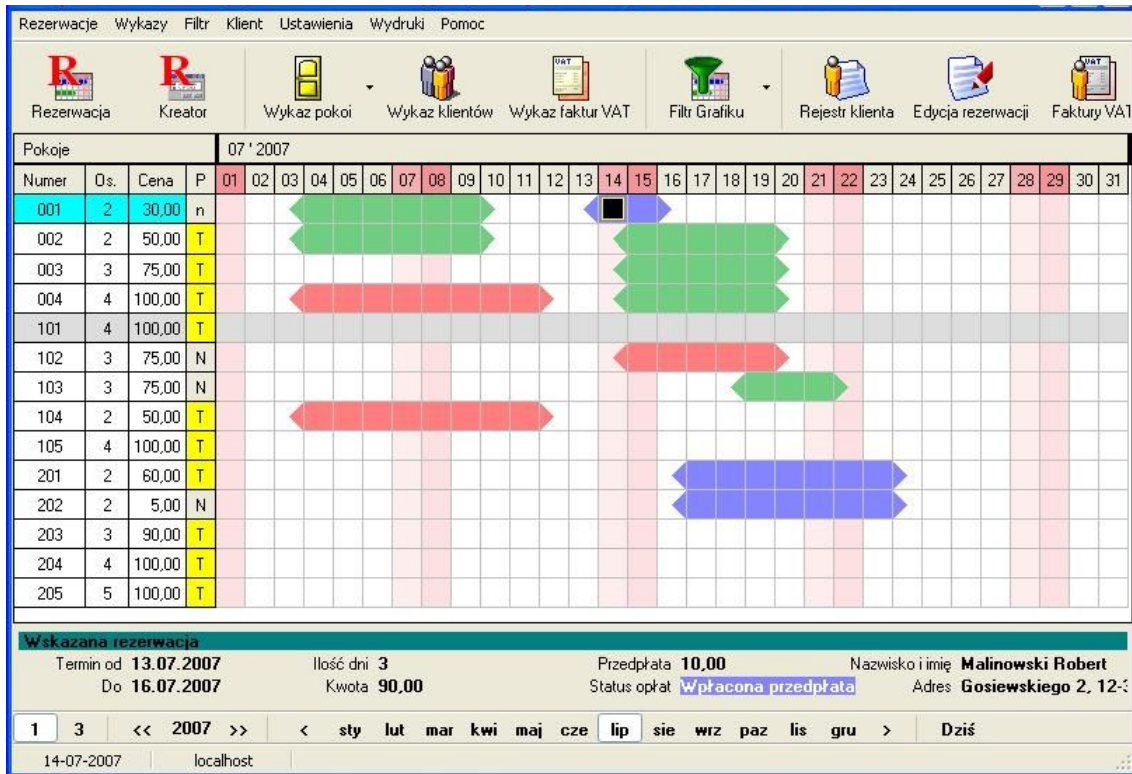 Rezerwacje Wykazy Filtr Klient Ustawienia Wydruki Pomoc
Rezerwacja Kreator Wykaz pokoi Wykaz klientów Wykaz faktur VAT Filtr Grafiku Rejestr klienta Edycja rezerwacji Faktury VAT
Pokoje 07 ' 2007
Numer Os. Cena P 01 02 03 04 05 06 07 08 09 10 11 12 13 14 15 16 17 18 19 20 21 22 23 24 25 26 27 28 29 30 31
001 2 30,00 n
002 2 50,00 T
003 3 75,00 T
004 4 100,00 T
101 4 100,00 T
102 3 75,00 N
103 3 75,00 N
104 2 50,00 T
105 4 100,00 T
201 2 60,00 T
202 2 5,00 N
203 3 90,00 T
204 4 100,00 T
205 5 100,00 T
Wskazana rezerwacja
Termin od 13.07.2007 Ilość dni 3 Przedpłata 10,00 Nazwisko i imię Malinowski Robert
Do 16.07.2007 Kwota 90,00 Status opłat Wpłacona przedpłata Adres Gosiewskiego 2, 12-
1 3 << 2007 >> < sty lut mar kwi maj cze lip sie wrz paz lis gru > Dziś
14-07-2007 localhost